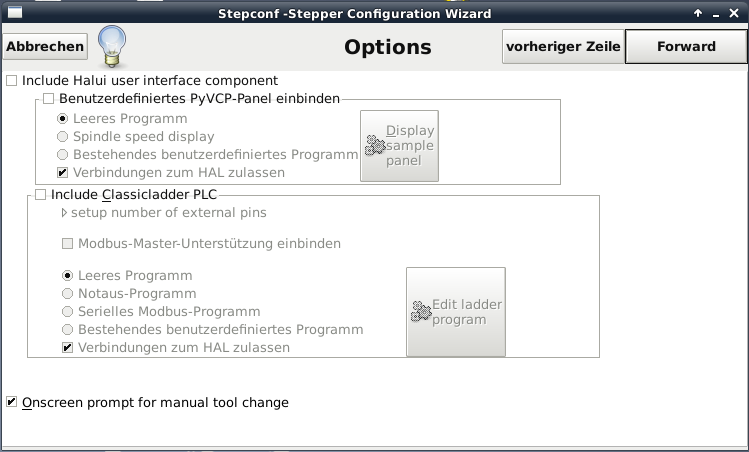 Stepconf -Stepper Configuration Wizard
Abbrechen
Options
vorheriger Zeile
Forward
Include Halui user interface component
Benutzerdefiniertes PyVCP-Panel einbinden
Leeres Programm
Spindle speed display
Bestehendes benutzerdefiniertes Programm
Verbindungen zum HAL zulassen
Display
sample
panel
Include Classicladder PLC
setup number of external pins
Modbus-Master-Unterstützung einbinden
Leeres Programm
Notaus-Programm
Serielles Modbus-Programm
Bestehendes benutzerdefiniertes Programm
Verbindungen zum HAL zulassen
Edit ladder
program
Onscreen prompt for manual tool change